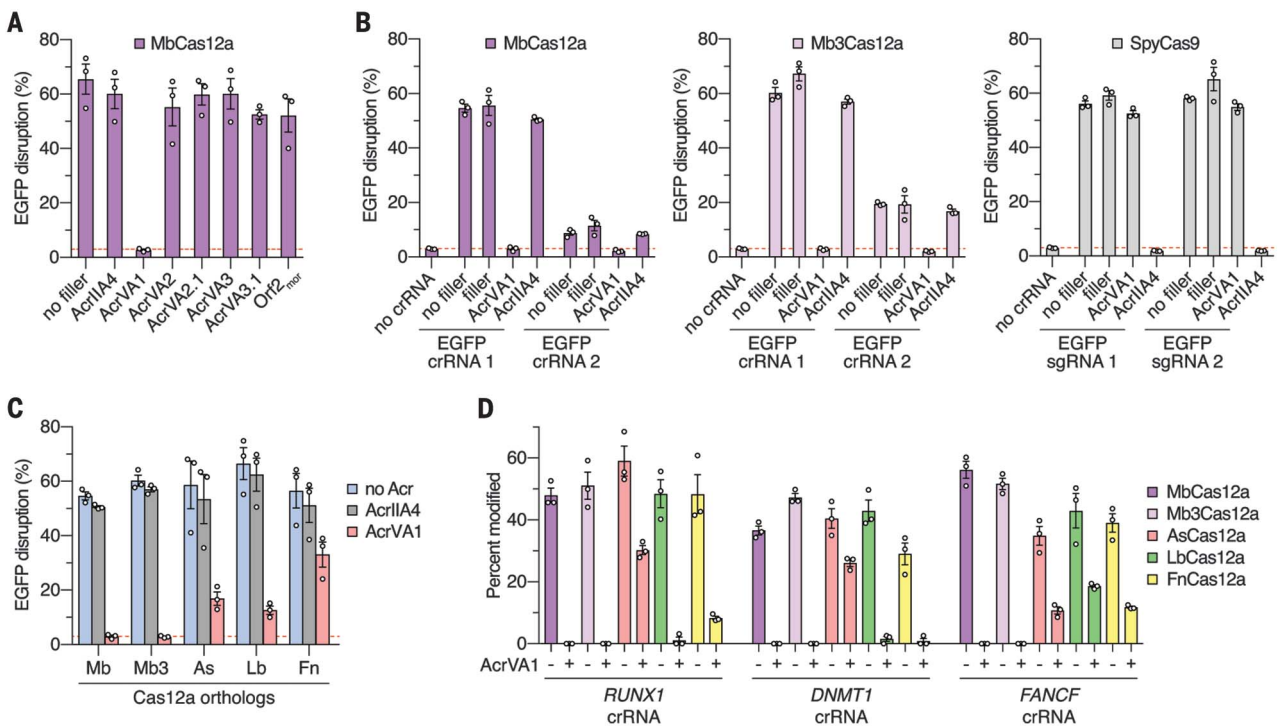 A
MbCas12a
EGFP disruption (%)
80
60
40
20
0
no filler
AcrIIA4
AcrVA1
AcrVA2
AcrVA2.1
AcrVA3
AcrVA3.1
Orf2mor
B
MbCas12a
EGFP disruption (%)
80
60
40
20
0
no crRNA
no filler
filler
AcrVA1
AcrIIA4
no filler
filler
AcrVA1
AcrIIA4
EGFP
crRNA 1
EGFP
crRNA 2
Mb3Cas12a
EGFP disruption (%)
80
60
40
20
0
no crRNA
no filler
filler
AcrVA1
AcrIIA4
no filler
filler
AcrVA1
AcrIIA4
EGFP
crRNA 1
EGFP
crRNA 2
SpyCas9
EGFP disruption (%)
80
60
40
20
0
no crRNA
no filler
filler
AcrVA1
AcrIIA4
no filler
filler
AcrVA1
AcrIIA4
EGFP
sgRNA 1
EGFP
sgRNA 2
C
EGFP disruption (%)
80
60
40
20
0
no Acr
AcrIIA4
AcrVA1
Mb Mb3 As Lb Fn
Cas12a orthologs
D
Percent modified
60
40
20
0
MbCas12a
Mb3Cas12a
AsCas12a
LbCas12a
FnCas12a
AcrVA1 - + - + - + - + - + - + - + - + - + - + - + - + - + - + - +
RUNX1
crRNA
DNMT1
crRNA
FANCF
crRNA